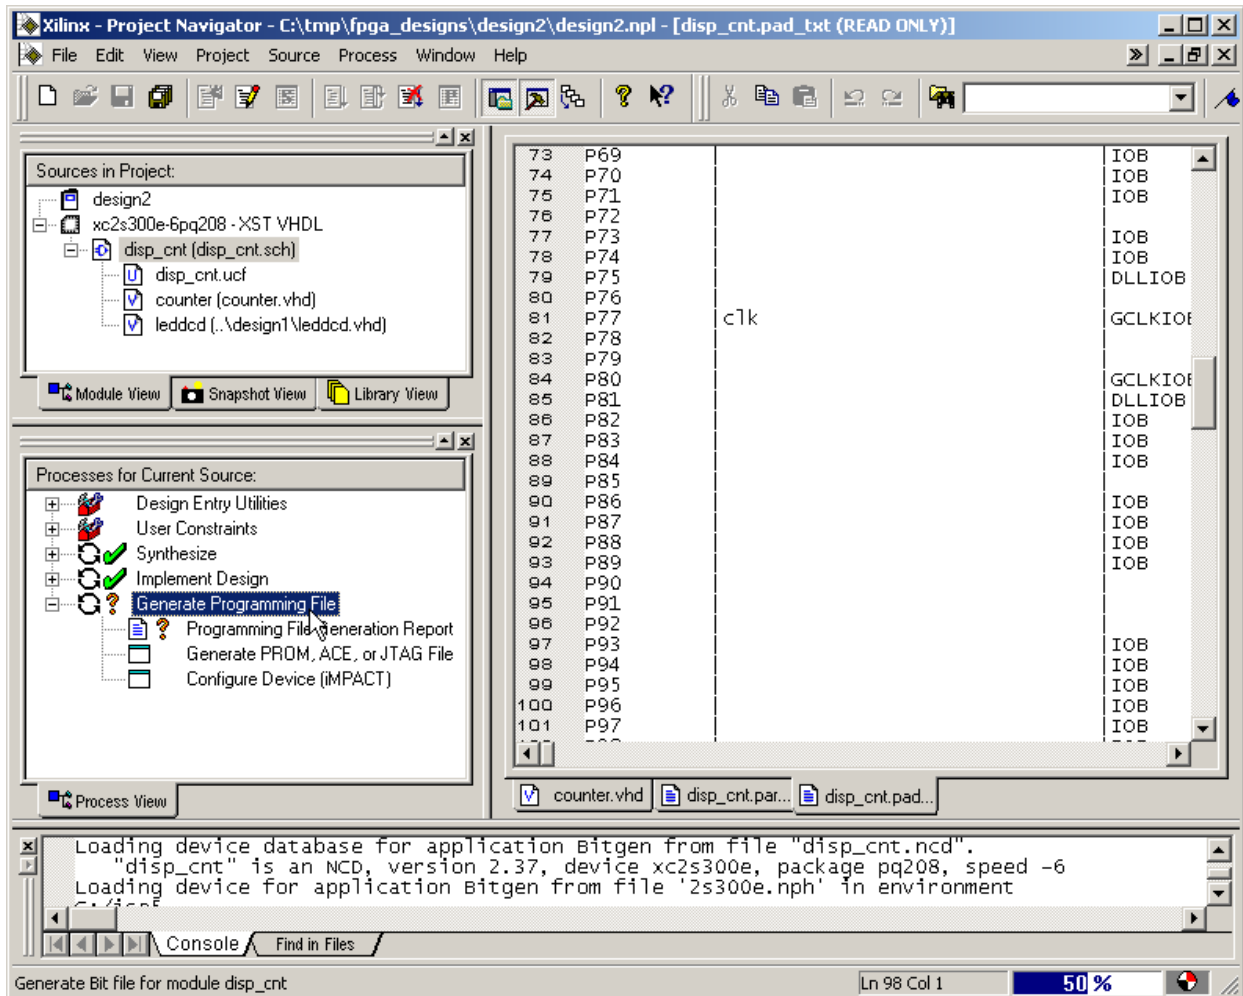 Xilinx - Project Navigator - C:\tmp\fpga_designs\design2\design2.npl - [disp_cnt.pad_txt (READ ONLY)]
File Edit View Project Source Process Window Help
Sources in Project:
design2
xc2s300e-6pq208 - XST VHDL
disp_cnt (disp_cnt.sch)
disp_cnt.ucf
counter (counter.vhd)
leddcd (..\design1\leddcd.vhd)
Module View Snapshot View Library View
Processes for Current Source:
Design Entry Utilities
User Constraints
Synthesize
Implement Design
Generate Programming File
Programming File Generation Report
Generate PROM, ACE, or JTAG File
Configure Device (iMPACT)
Process View
73 P69 | |IOB
74 P70 | |IOB
75 P71 | |IOB
76 P72 | |
77 P73 | |IOB
78 P74 | |IOB
79 P75 | |DLLIOB
80 P76 | |
81 P77 |clk |GCLKIOB
82 P78 | |
83 P79 | |
84 P80 | |GCLKIOB
85 P81 | |DLLIOB
86 P82 | |IOB
87 P83 | |IOB
88 P84 | |IOB
89 P85 | |
90 P86 | |IOB
91 P87 | |IOB
92 P88 | |IOB
93 P89 | |IOB
94 P90 | |
95 P91 | |
96 P92 | |
97 P93 | |IOB
98 P94 | |IOB
99 P95 | |IOB
100 P96 | |IOB
101 P97 | |IOB
counter.vhd disp_cnt.par... disp_cnt.pad...
Loading device database for application Bitgen from file "disp_cnt.ncd".
"disp_cnt" is an NCD, version 2.37, device xc2s300e, package pq208, speed -6
Loading device for application Bitgen from file '2s300e.nph' in environment
Console Find in Files
Generate Bit file for module disp_cnt Ln 98 Col 1 50 %